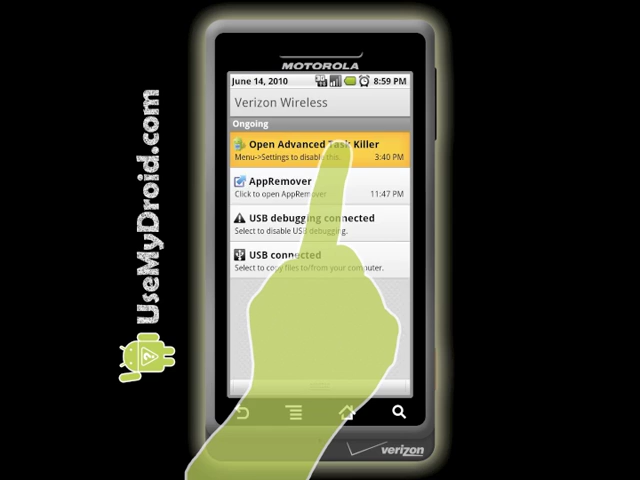 UseMyDroid.com
MOTOROLA
June 14, 2010 3G 8:59 PM
Verizon Wireless
Ongoing
Open Advanced Task Killer
Menu->Settings to disable this. 3:40 PM
AppRemover
Click to open AppRemover 11:47 PM
USB debugging connected
Select to disable USB debugging.
USB connected
Select to copy files to/from your computer.
verizon